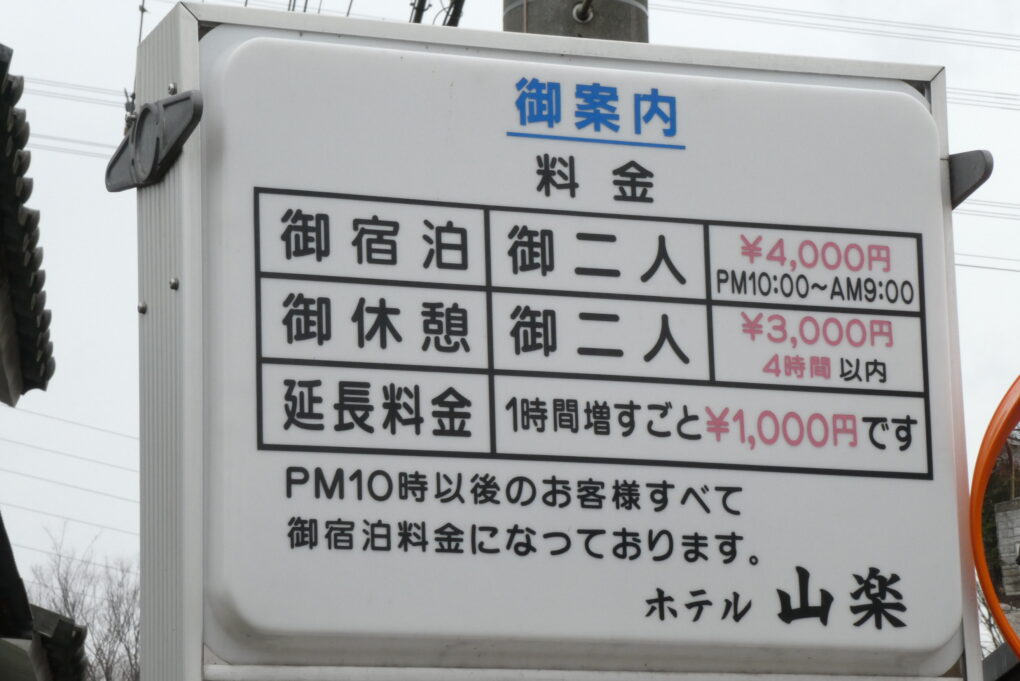 御案内
料金
御宿泊 御二人 ¥4,000円
PM10:00〜AM9:00
御休憩 御二人 ¥3,000円
4時間以内
延長料金 1時間増すごと¥1,000円です
PM10時以後のお客様すべて
御宿泊料金になっております。
ホテル 山楽